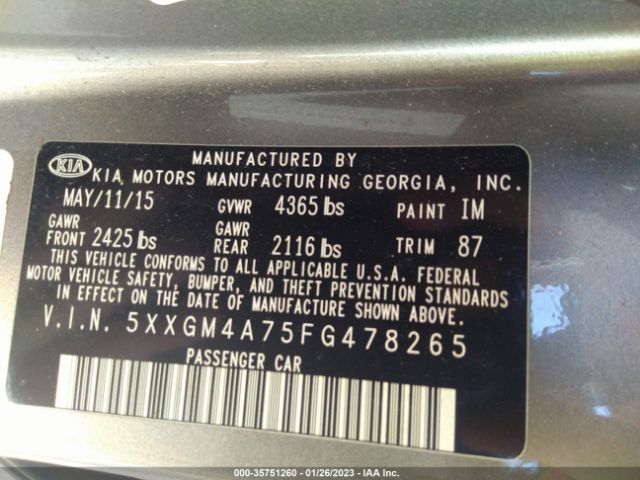 KIA
MANUFACTURED BY
KIA MOTORS MANUFACTURING GEORGIA, INC.
MAY/11/15 GVWR 4365 lbs PAINT IM
GAWR FRONT 2425 lbs GAWR REAR 2116 lbs TRIM 87
THIS VEHICLE CONFORMS TO ALL APPLICABLE U.S.A. FEDERAL
MOTOR VEHICLE SAFETY, BUMPER, AND THEFT PREVENTION STANDARDS
IN EFFECT ON THE DATE OF MANUFACTURE SHOWN ABOVE.
V.I.N. 5XXGM4A75FG478265
PASSENGER CAR
000-35751260 - 01/26/2023 - IAA Inc.